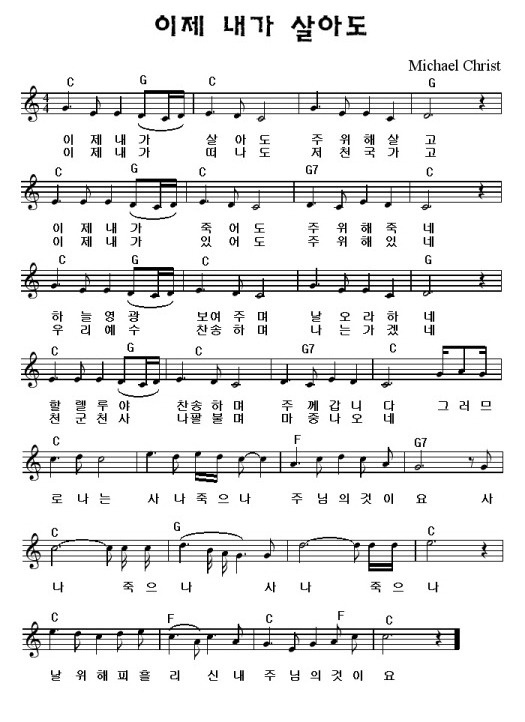 이제 내가 살아도
Michael Christ
C G C G
이 제 내 가 살 아 도 주 위 해 살 고
이 제 내 가 떠 나 도 저 천 국 가 고
C G C G7 C
이 제 내 가 죽 어 도 주 위 해 죽 네
이 제 내 가 있 어 도 주 위 해 있 네
C G C G
하 늘 영 광 보 여 주 며 날 오 라 하 네
우 리 예 수 찬 송 하 며 나 는 가 겠 네
C G C G7 C
할 렐 루 야 찬 송 하 며 주 께 갑 니 다 그 러 므
천 군 천 사 나 팔 불 며 마 중 나 오 네
C C F G7
로 나 는 사 나 죽 으 나 주 님 의 것 이 요 사
C G C
나 죽 으 나 사 나 죽 으 나
C F C G F C
날 위 해 피 흘 리 신 내 주 님 의 것 이 요